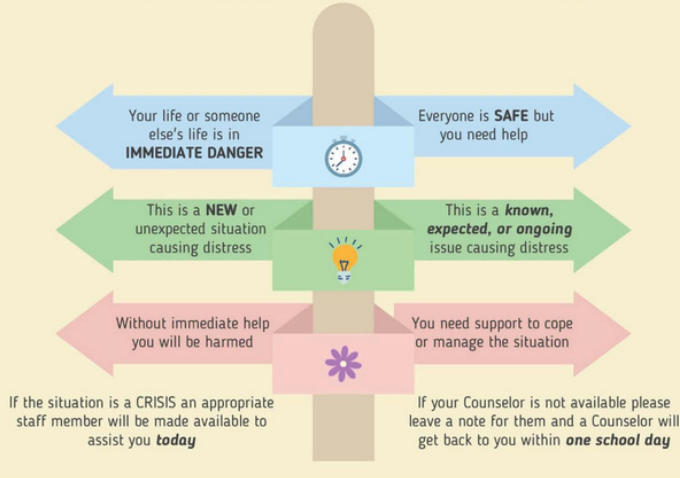 Your life or someone
else's life is in
IMMEDIATE DANGER
Everyone is SAFE but
you need help
This is a NEW or
unexpected situation
causing distress
This is a known,
expected, or ongoing
issue causing distress
Without immediate help
you will be harmed
You need support to cope
or manage the situation
If the situation is a CRISIS an appropriate
staff member will be made available to
assist you today
If your Counselor is not available please
leave a note for them and a Counselor will
get back to you within one school day